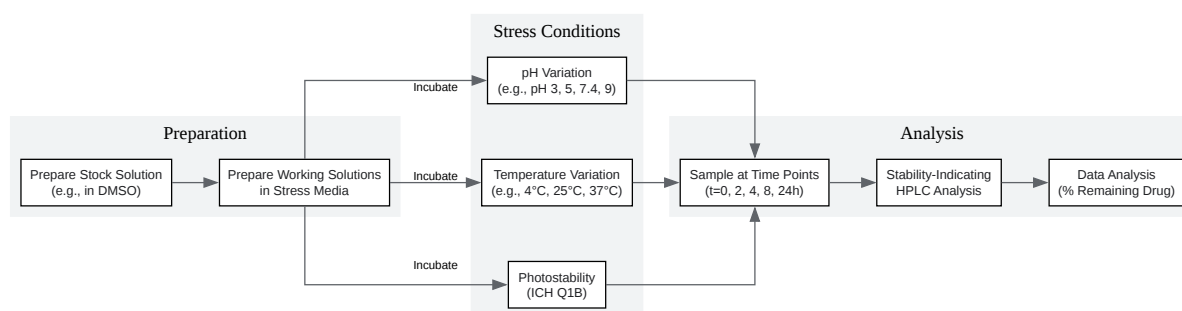 Stress Conditions
pH Variation
(e.g., pH 3, 5, 7.4, 9)
Incubate
Preparation
Analysis
Prepare Stock Solution
(e.g., in DMSO)
Prepare Working Solutions
in Stress Media
Incubate
Temperature Variation
(e.g., 4°C, 25°C, 37°C)
Sample at Time Points
(t=0, 2, 4, 8, 24h)
Stability-Indicating
HPLC Analysis
Data Analysis
(% Remaining Drug)
Incubate
Photostability
(ICH Q1B)